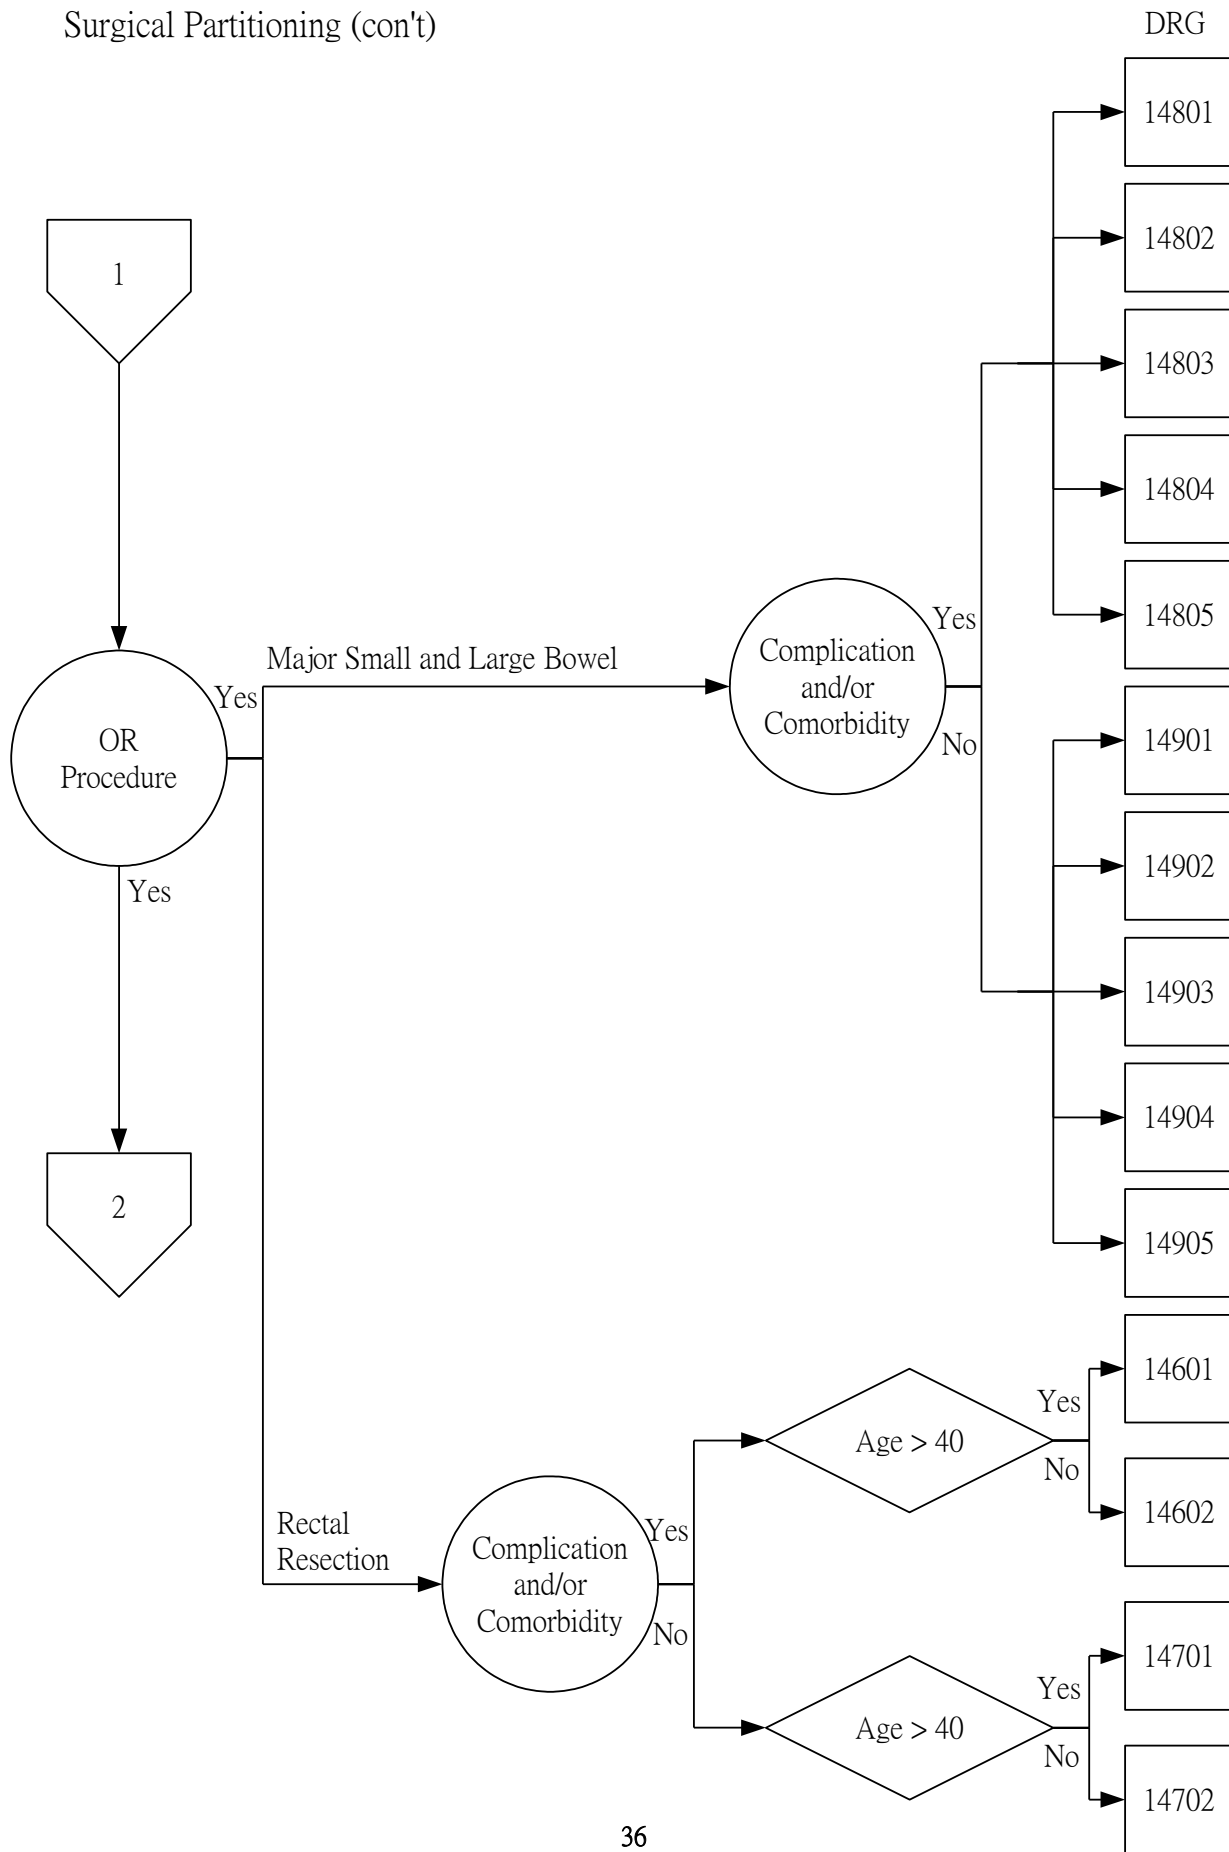 Surgical Partitioning (con't)
DRG
14801
14802
1
14803
14804
Yes
14805
Major Small and Large Bowel
Complication
and/or
Comorbidity
Yes
OR
Procedure
No
14901
14902
Yes
14903
14904
2
14905
14601
Yes
Age > 40
No
14602
Rectal
Resection
Yes
Complication
and/or
Comorbidity
No
14701
Yes
Age > 40
No
14702
36